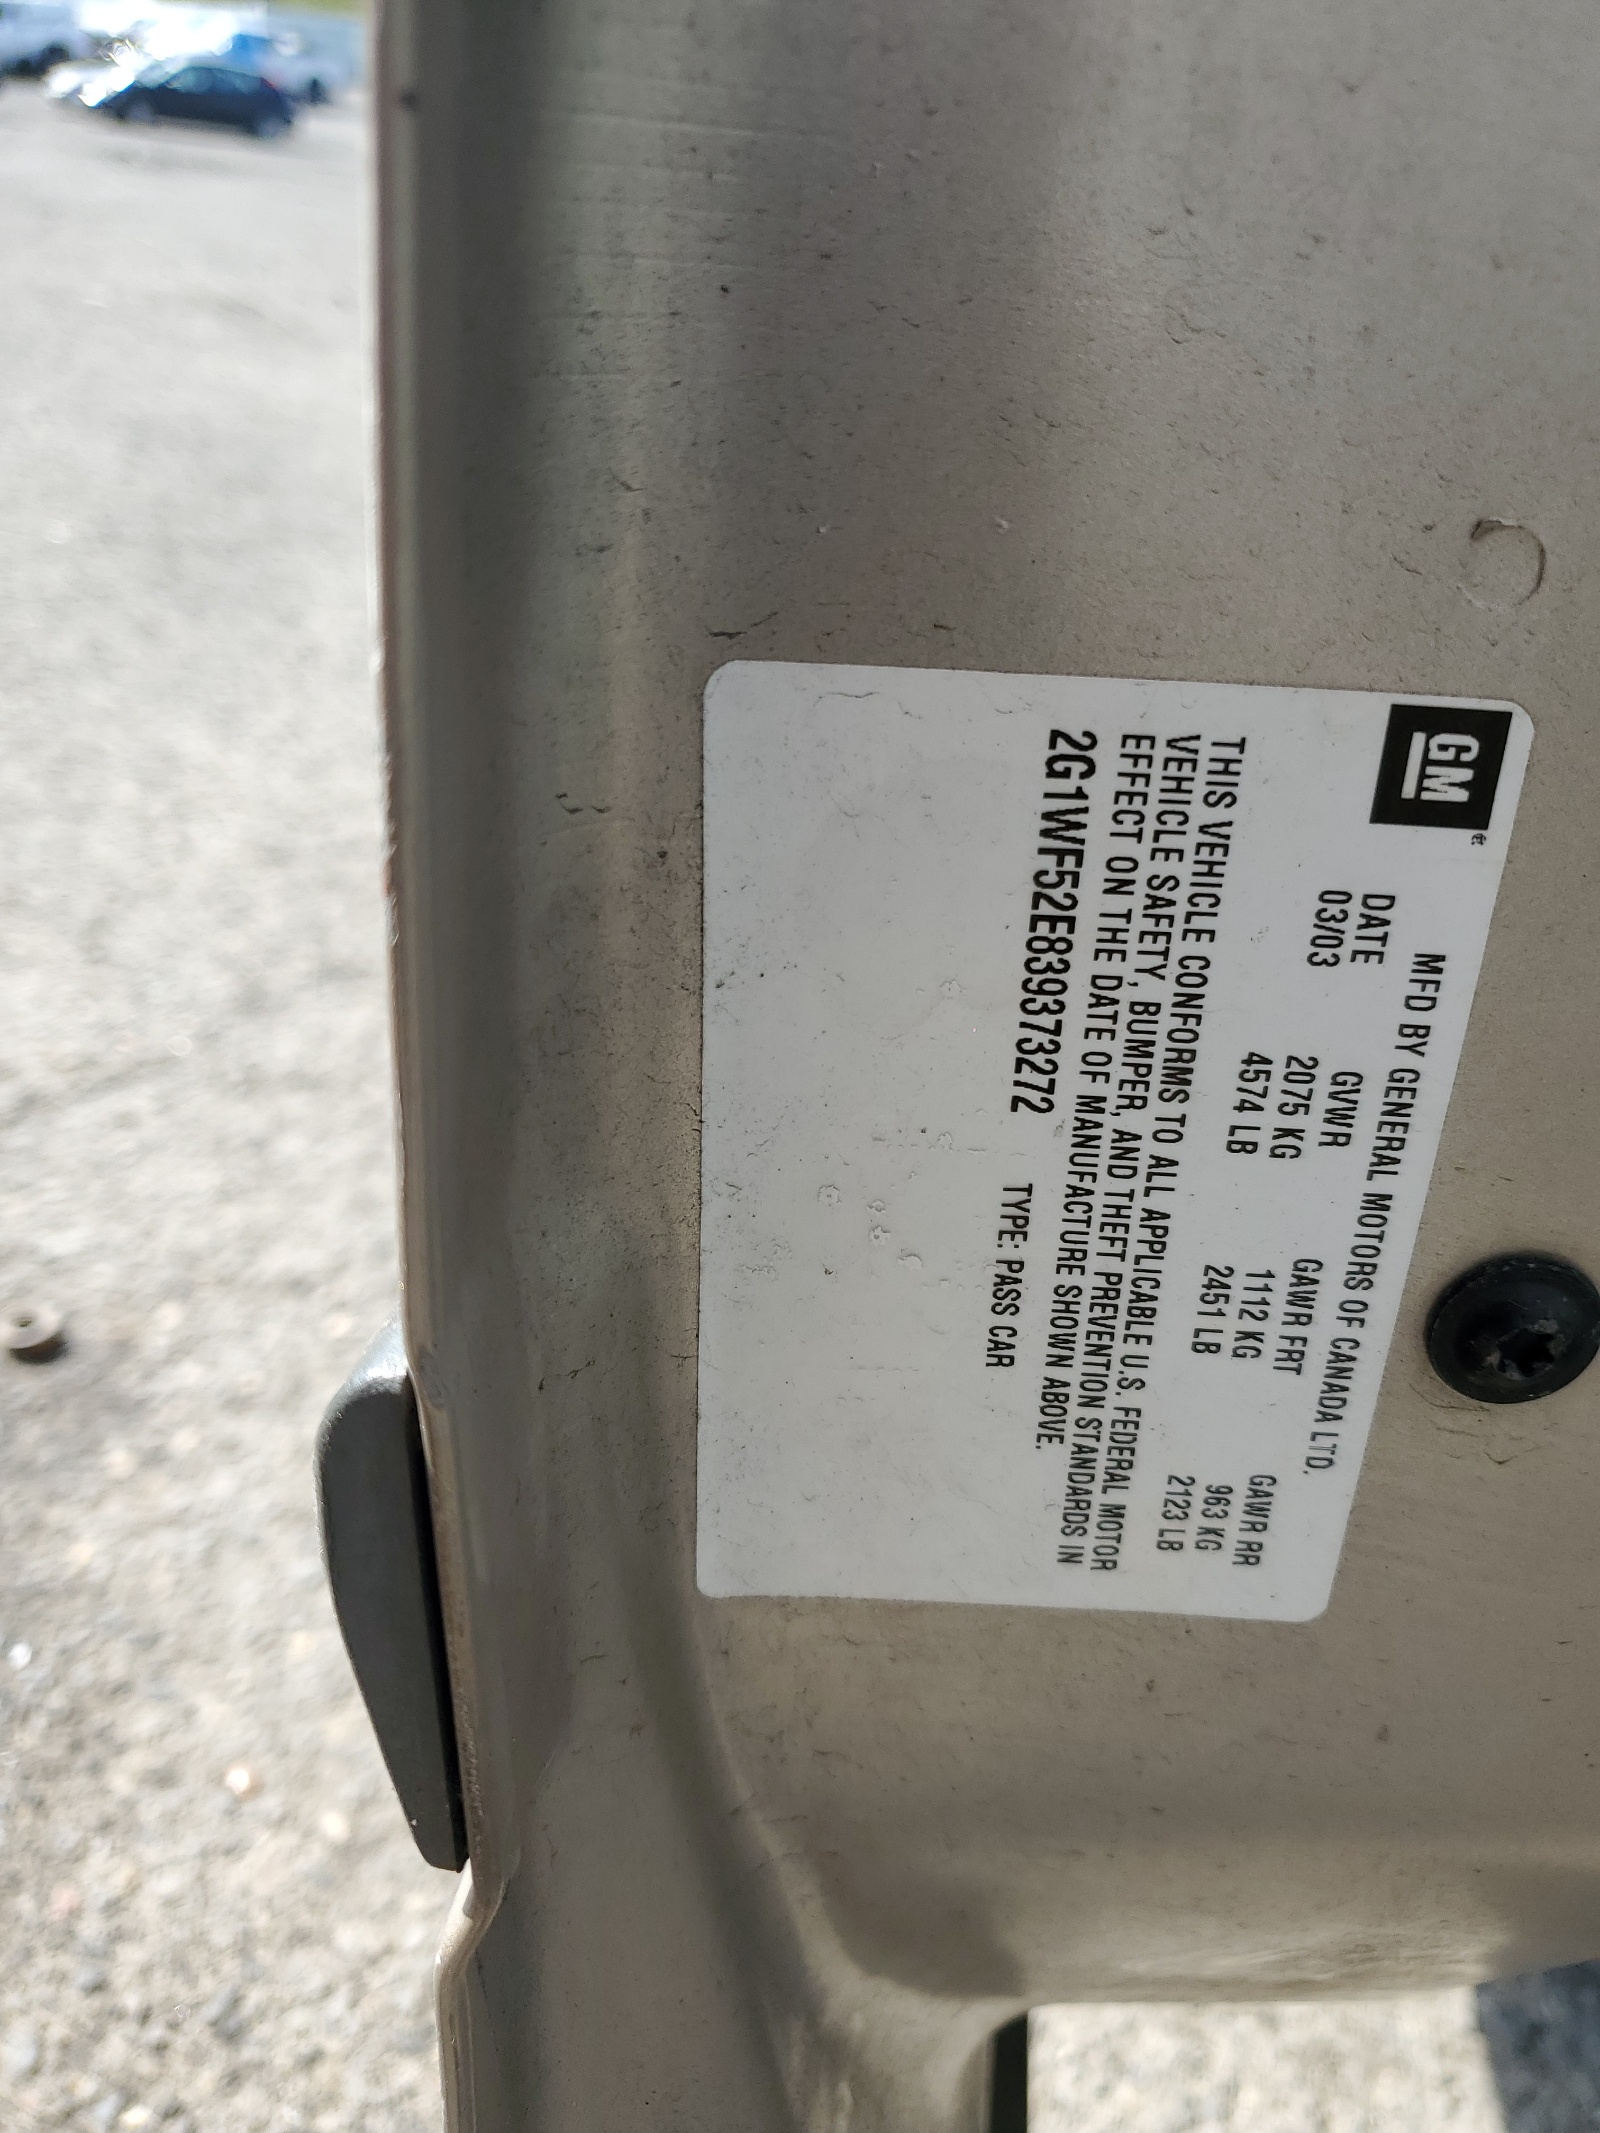 GM
MFD BY GENERAL MOTORS OF CANADA LTD.
DATE GVWR GAWR FRT GAWR RR
03/03 2075 KG 1112 KG 963 KG
4574 LB 2451 LB 2123 LB
THIS VEHICLE CONFORMS TO ALL APPLICABLE U.S. FEDERAL MOTOR
VEHICLE SAFETY, BUMPER, AND THEFT PREVENTION STANDARDS IN
EFFECT ON THE DATE OF MANUFACTURE SHOWN ABOVE.
2G1WF52E839373272 TYPE: PASS CAR